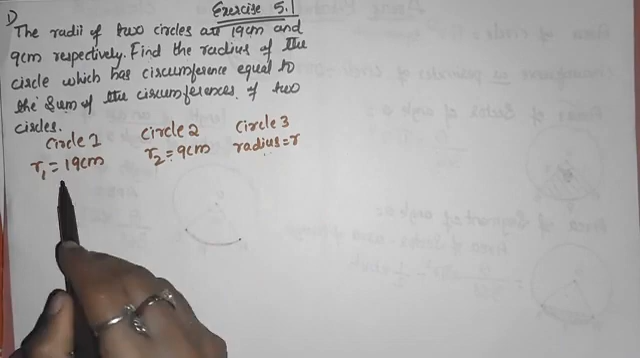 Exercise 5.1
1) The radii of two circles are 19cm and
9cm respectively. Find the radius of the
circle which has circumference equal to
the Sum of the circumferences of two
circles.
Circle 1 Circle 2 Circle 3
r₁ = 19cm r₂ = 9cm radius = r